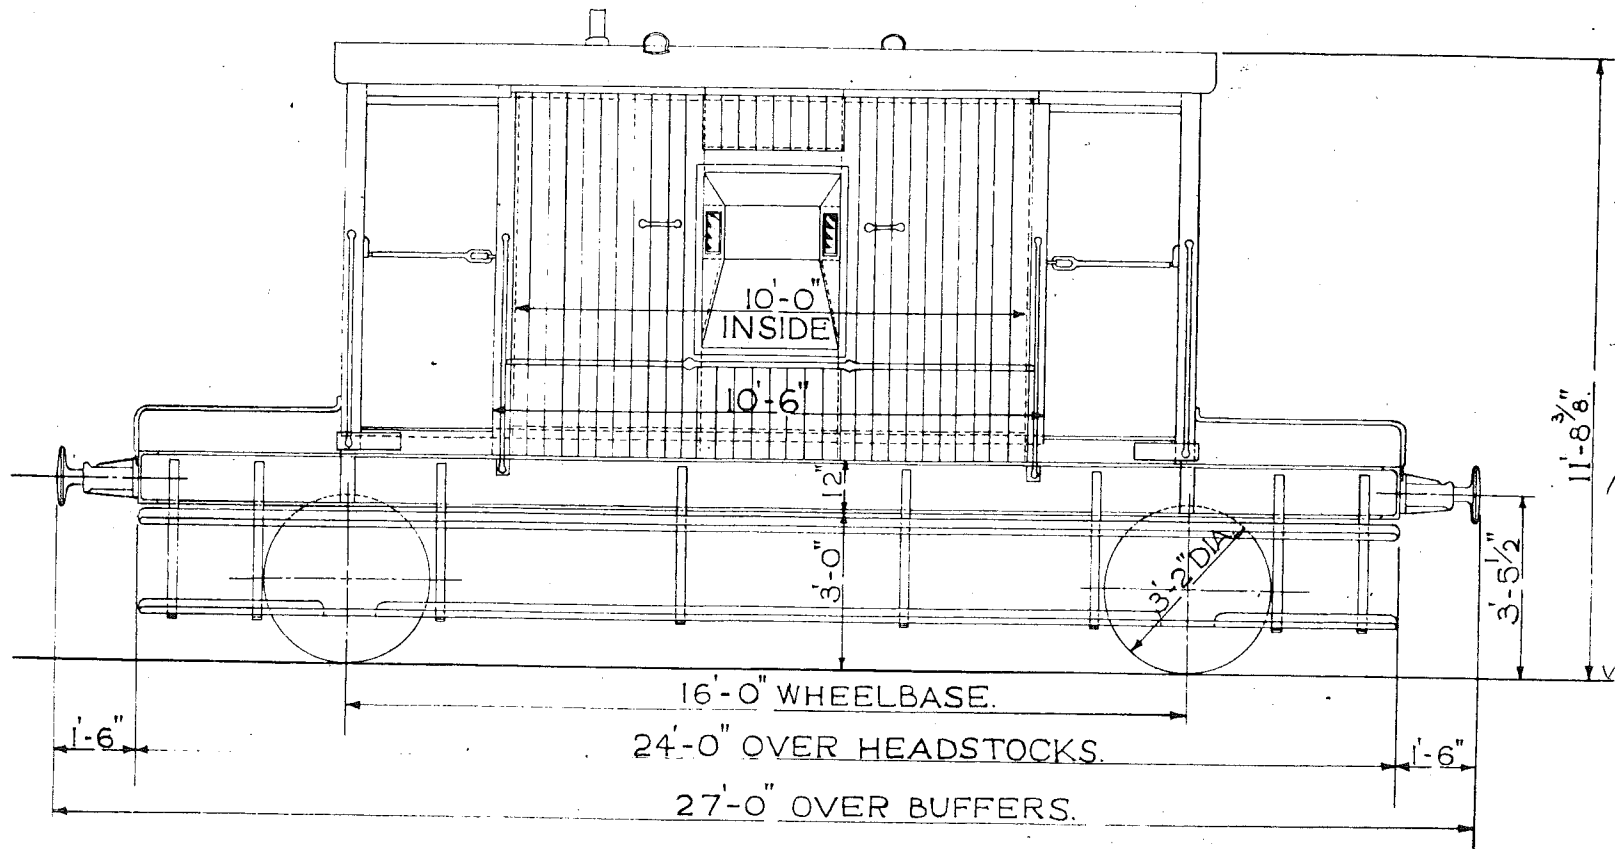 10'-0"
INSIDE
10'-6"
12"
3'-0"
3'-2" DIA.
3'-5½"
11'-8⅜".
16'-0" WHEELBASE.
1'-6"
24'-0" OVER HEADSTOCKS.
1'-6"
27'-0" OVER BUFFERS.